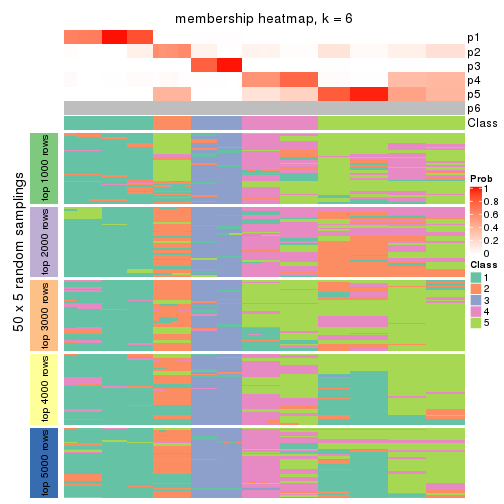 membership heatmap, k = 6
p1
p2
p3
p4
p5
p6
Class
50 x 5 random samplings
top 1000 rows
top 2000 rows
top 3000 rows
top 4000 rows
top 5000 rows
Prob
1
0.8
0.6
0.4
0.2
0
Class
1
2
3
4
5